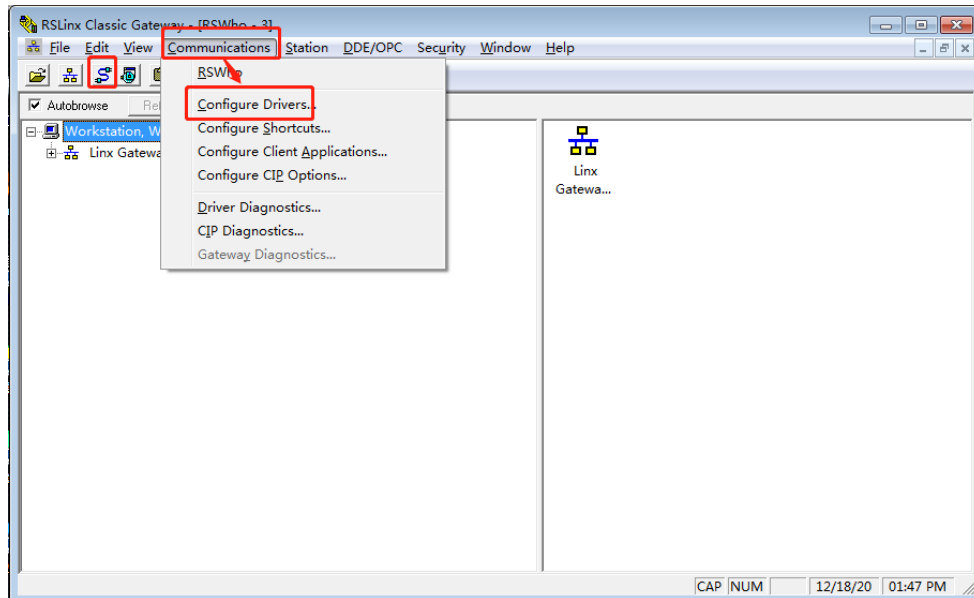 RSLinx Classic Gateway - [RSWho - 3]
File Edit View Communications Station DDE/OPC Security Window Help
RSWho
Autobrowse
Configure Drivers...
Workstation, W
Configure Shortcuts...
Linx Gatewa
Configure Client Applications...
Configure CIP Options...
Driver Diagnostics...
CIP Diagnostics...
Gateway Diagnostics...
Linx
Gatewa...
CAP NUM 12/18/20 01:47 PM